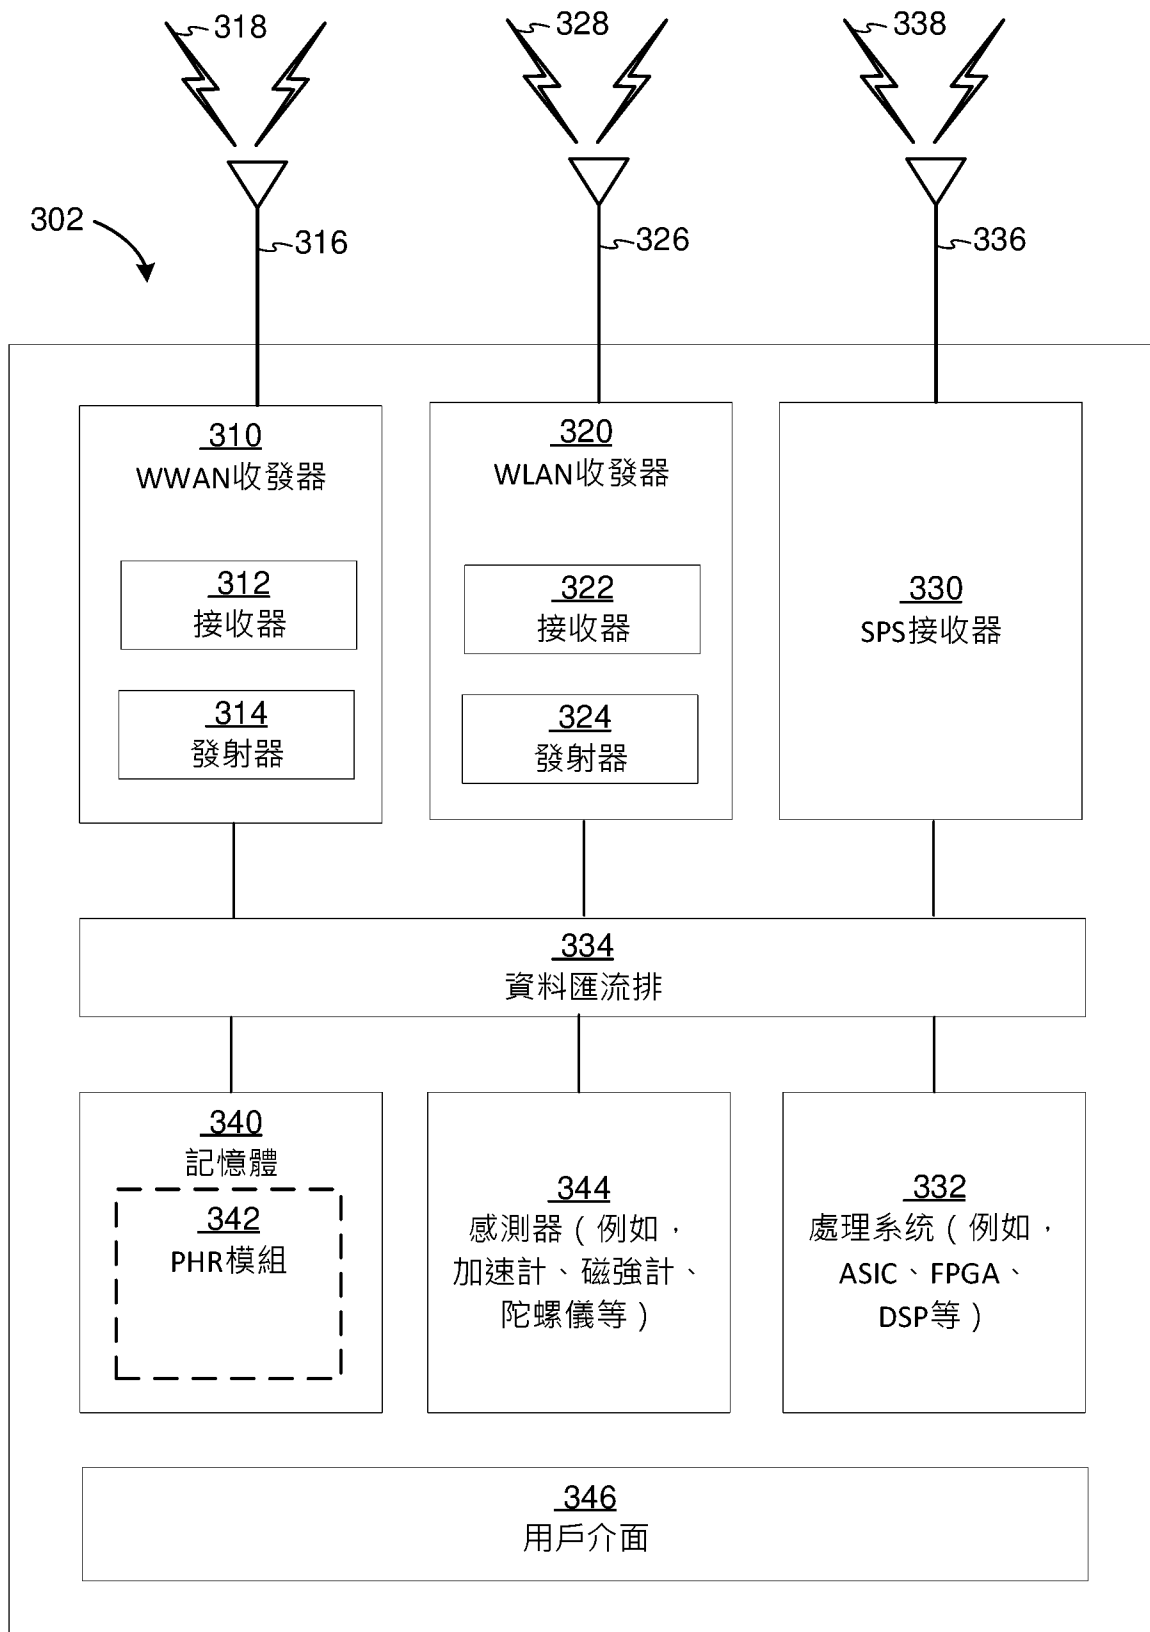 318
328
338
302
316
326
336
310
WWAN收發器
320
WLAN收發器
312
接收器
322
接收器
330
SPS接收器
314
發射器
324
發射器
334
資料匯流排
340
記憶體
342
PHR模組
344
感測器(例如,
加速計、磁強計、
陀螺儀等)
332
處理系統(例如,
ASIC、FPGA、
DSP等)
346
用戶介面